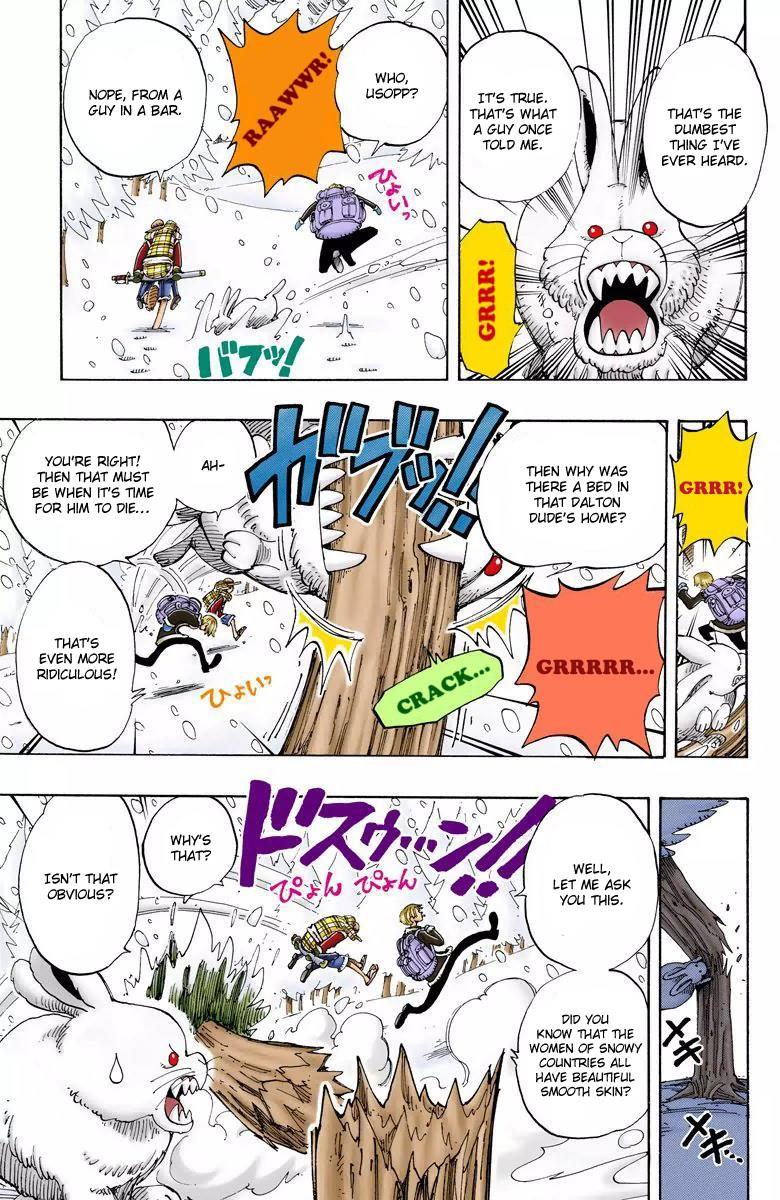 THAT'S THE
DUMBEST
THING I'VE
EVER HEARD.
IT'S TRUE.
THAT'S WHAT
A GUY ONCE
TOLD ME.
GRRR!
WHO,
USOPP?
RAAWWR!
NOPE, FROM A
GUY IN A BAR.
ひょいっ
バフッ!
GRRR!
THEN WHY WAS
THERE A BED IN
THAT DALTON
DUDE'S HOME?
GRRRRR...
ガブッ!!
CRACK...
AH-
YOU'RE RIGHT!
THEN THAT MUST
BE WHEN IT'S TIME
FOR HIM TO DIE...
THAT'S
EVEN MORE
RIDICULOUS!
ひょいっ
メキ
メキ...
WELL,
LET ME ASK
YOU THIS.
DID YOU
KNOW THAT THE
WOMEN OF SNOWY
COUNTRIES ALL
HAVE BEAUTIFUL
SMOOTH SKIN?
ドスゥッン!!
ぴょん ぴょん
WHY'S
THAT?
ISN'T THAT
OBVIOUS?